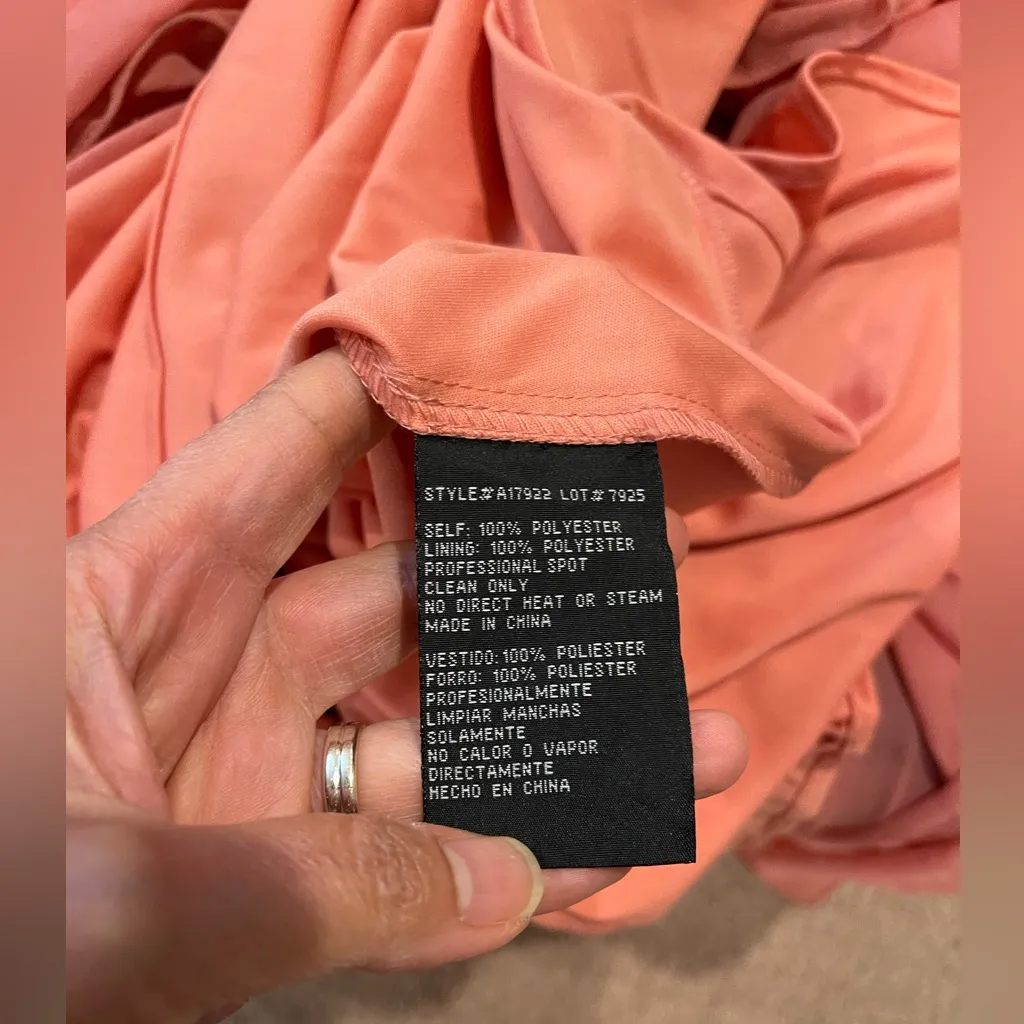 STYLE#A17922 LOT#7925
SELF: 100% POLYESTER
LINING: 100% POLYESTER
PROFESSIONAL SPOT
CLEAN ONLY
NO DIRECT HEAT OR STEAM
MADE IN CHINA
VESTIDO:100% POLIESTER
FORRO: 100% POLIESTER
PROFESIONALMENTE
LIMPIAR MANCHAS
SOLAMENTE
NO CALOR O VAPOR
DIRECTAMENTE
HECHO EN CHINA